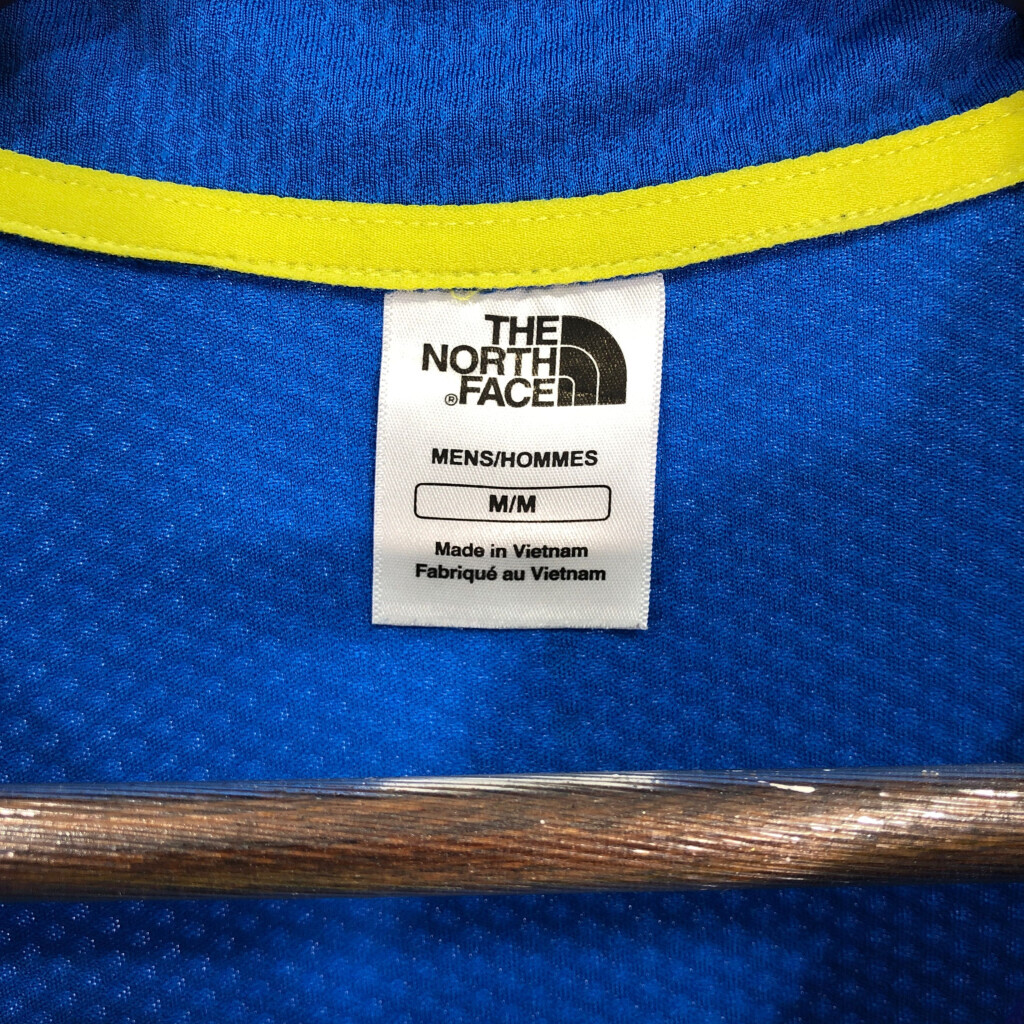 THE
NORTH
® FACE
MENS/HOMMES
M/M
Made in Vietnam
Fabriqué au Vietnam